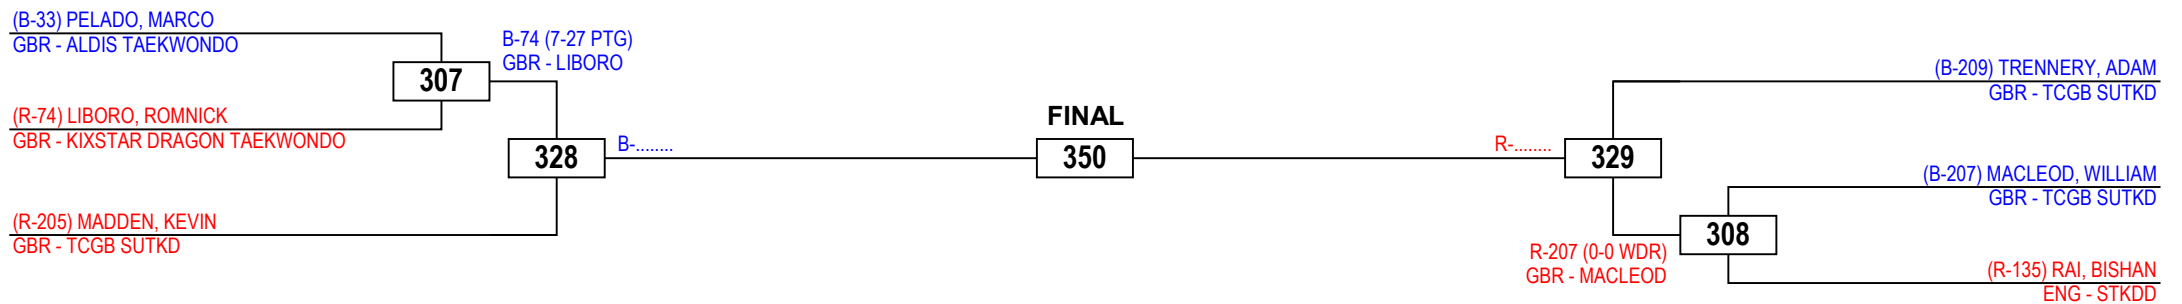 (B-33) PELADO, MARCO
GBR - ALDIS TAEKWONDO
307
B-74 (7-27 PTG)
GBR - LIBORO
(R-74) LIBORO, ROMNICK
GBR - KIXSTAR DRAGON TAEKWONDO
328
B-........
(R-205) MADDEN, KEVIN
GBR - TCGB SUTKD
FINAL
350
R-........
329
(B-209) TRENNERY, ADAM
GBR - TCGB SUTKD
(B-207) MACLEOD, WILLIAM
GBR - TCGB SUTKD
308
R-207 (0-0 WDR)
GBR - MACLEOD
(R-135) RAI, BISHAN
ENG - STKDD